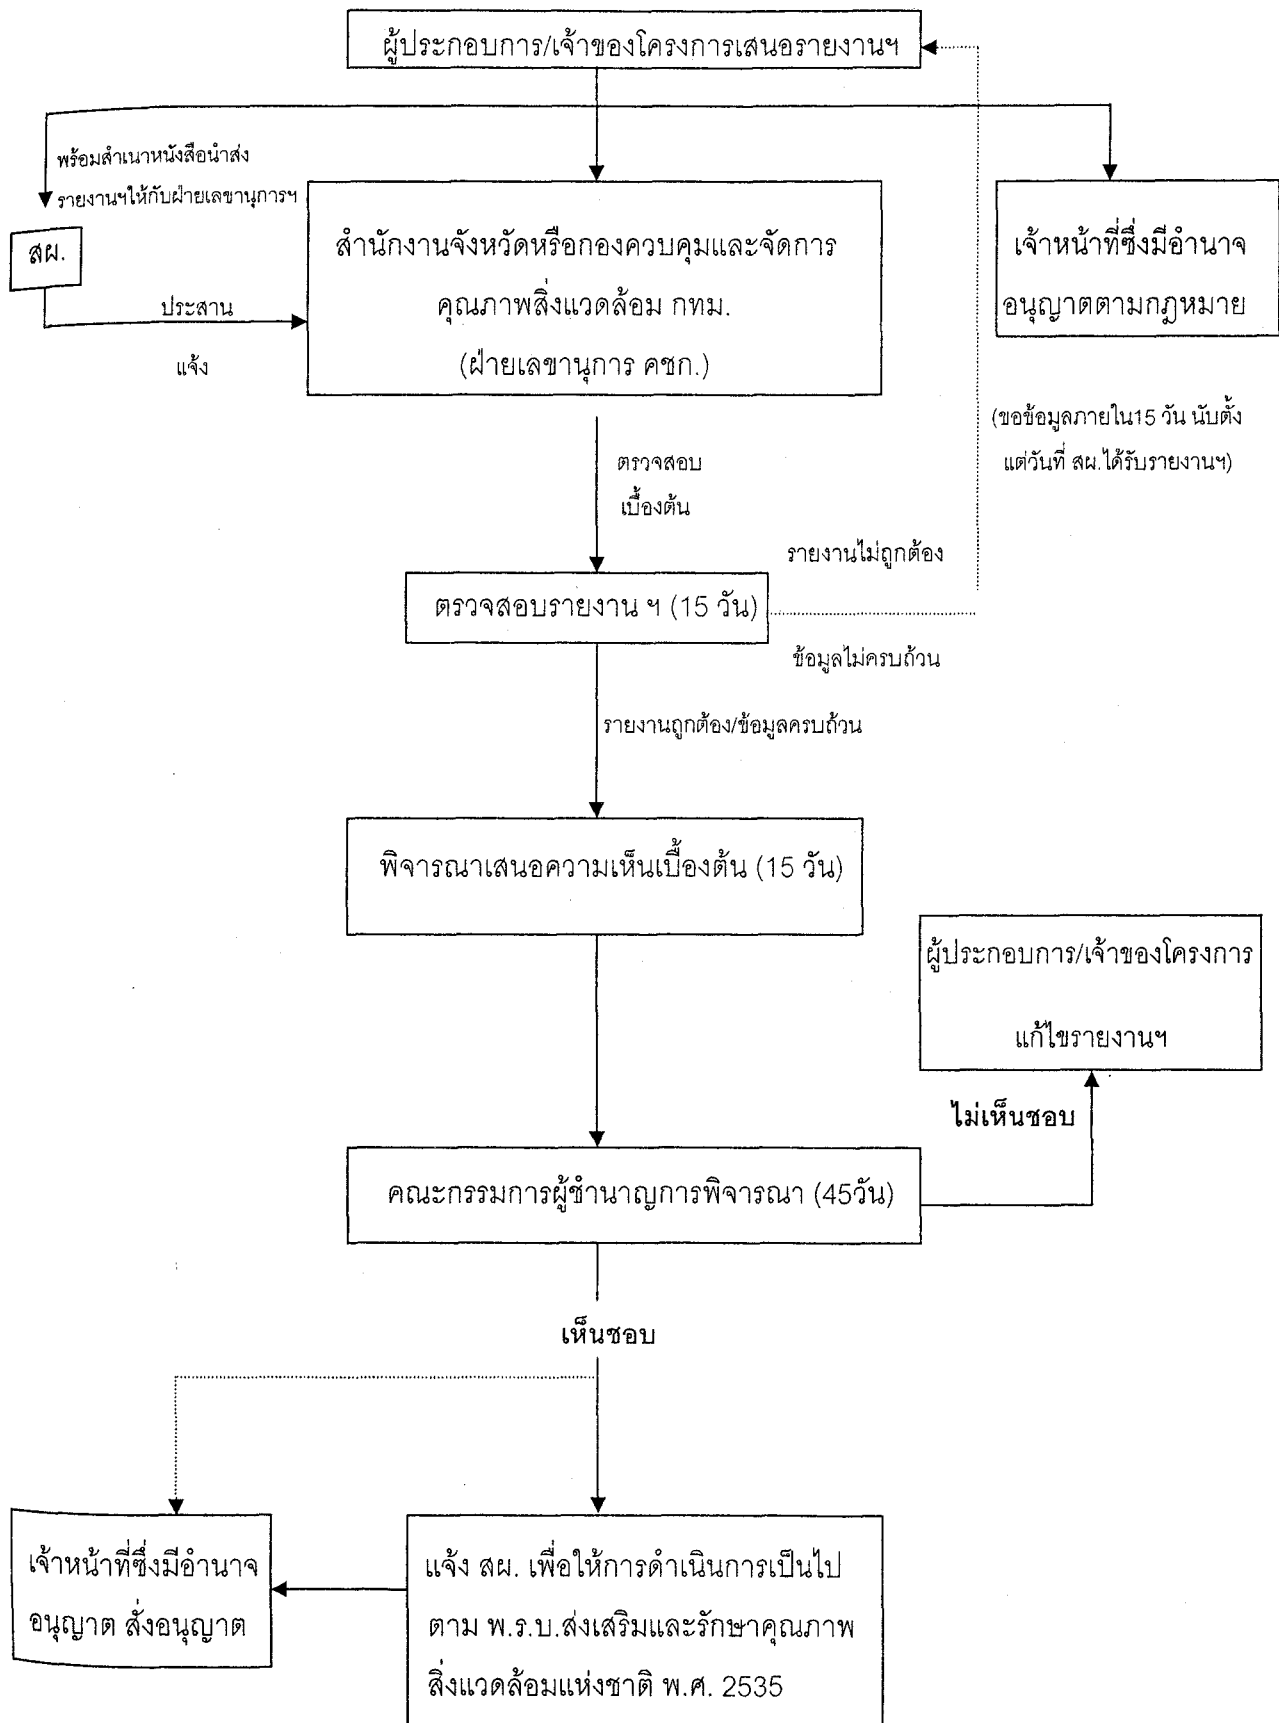 ผู้ประกอบการ/เจ้าของโครงการเสนอรายงานฯ
พร้อมสำเนาหนังสือนำส่ง
รายงานฯให้กับฝ่ายเลขานุการฯ
สผ.
ประสาน
แจ้ง
สำนักงานจังหวัดหรือกองควบคุมและจัดการ
คุณภาพสิ่งแวดล้อม กทม.
(ฝ่ายเลขานุการ คชก.)
เจ้าหน้าที่ซึ่งมีอำนาจ
อนุญาตตามกฎหมาย
(ขอข้อมูลภายใน15 วัน นับตั้ง
แต่วันที่ สผ.ได้รับรายงานฯ)
ตรวจสอบ
เบื้องต้น
รายงานไม่ถูกต้อง
ตรวจสอบรายงาน ฯ (15 วัน)
ข้อมูลไม่ครบถ้วน
รายงานถูกต้อง/ข้อมูลครบถ้วน
พิจารณาเสนอความเห็นเบื้องต้น (15 วัน)
ผู้ประกอบการ/เจ้าของโครงการ
แก้ไขรายงานฯ
ไม่เห็นชอบ
คณะกรรมการผู้ชำนาญการพิจารณา (45วัน)
เห็นชอบ
เจ้าหน้าที่ซึ่งมีอำนาจ
อนุญาต สั่งอนุญาต
แจ้ง สผ. เพื่อให้การดำเนินการเป็นไป
ตาม พ.ร.บ.ส่งเสริมและรักษาคุณภาพ
สิ่งแวดล้อมแห่งชาติ พ.ศ. 2535